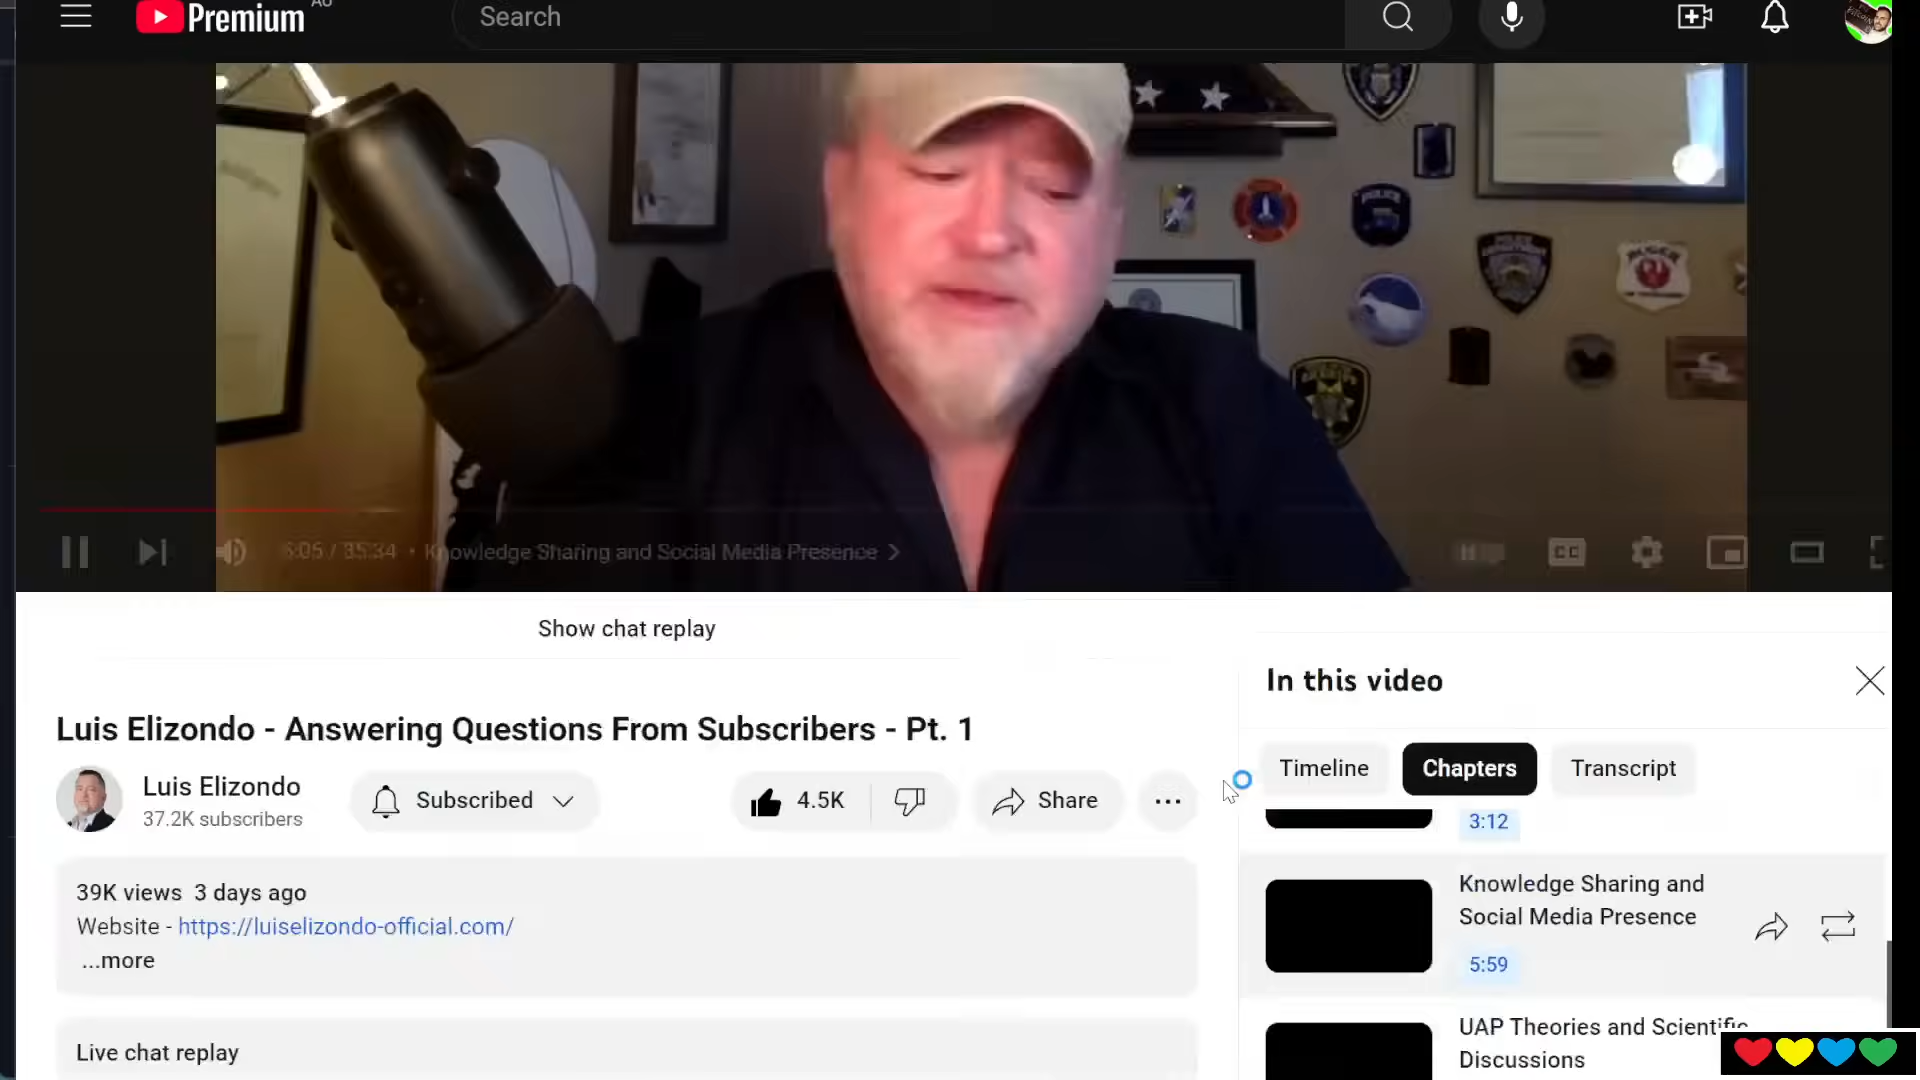 Premium AU
Search
6:05 / 35:34 • Knowledge Sharing and Social Media Presence
CC
Show chat replay
In this video
Luis Elizondo - Answering Questions From Subscribers - Pt. 1
Timeline
Chapters
Transcript
Luis Elizondo
37.2K subscribers
Subscribed
4.5K
Share
3:12
39K views 3 days ago
Website - https://luiselizondo-official.com/
...more
Knowledge Sharing and
Social Media Presence
5:59
Live chat replay
UAP Theories and Scientific
Discussions